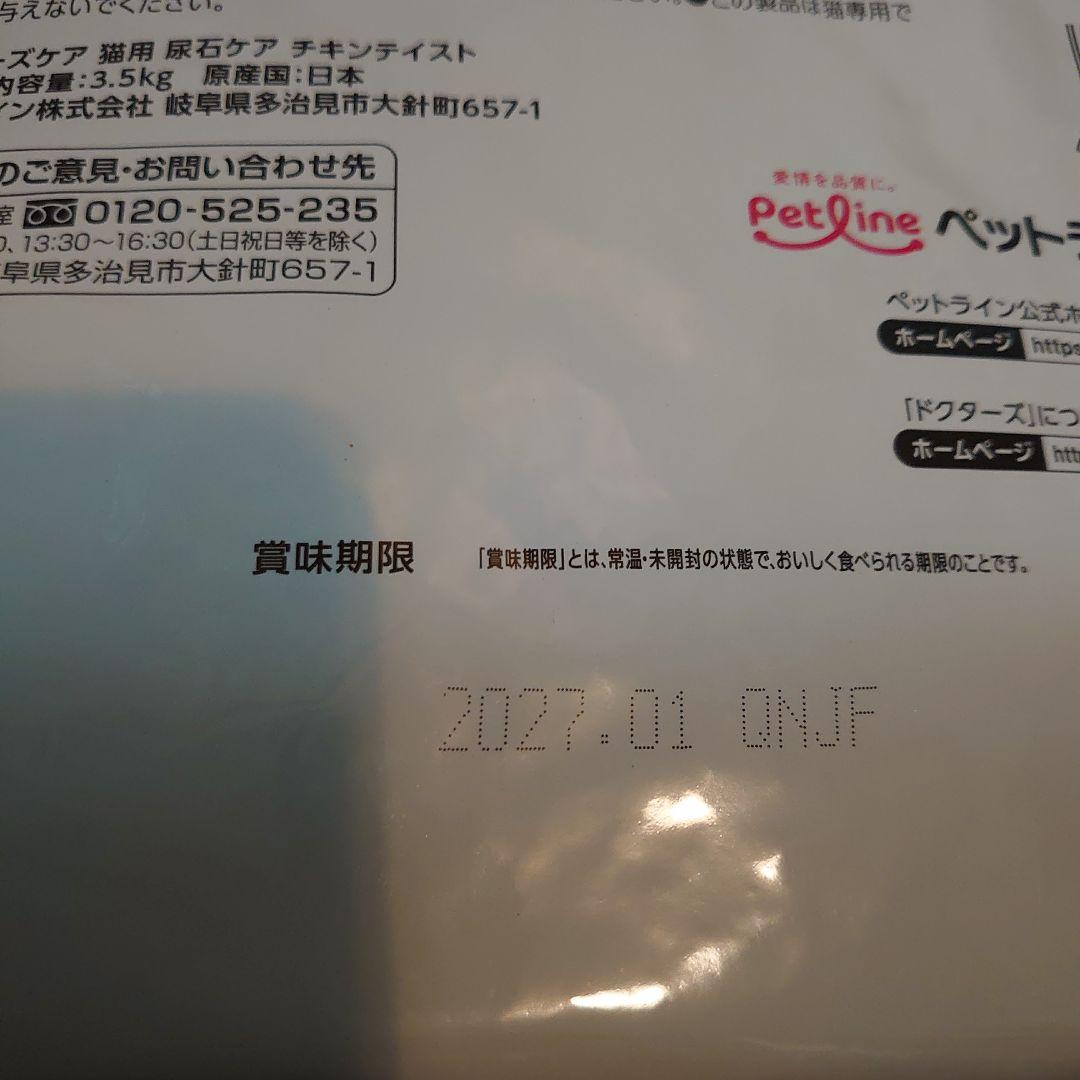 与えないでください。
この製品は猫専用で
ーズケア 猫用 尿石ケア チキンテイスト
内容量：3.5kg 原産国：日本
イン株式会社 岐阜県多治見市大針町657-1
のご意見・お問い合わせ先
室 0120-525-235
0、13:30～16:30（土日祝日等を除く）
阜県多治見市大針町657-1
愛情を品質に。
Petline ペットラ
ペットライン公式ホ
ホームページ https
「ドクターズ」につ
ホームページ htt
賞味期限 「賞味期限」とは、常温・未開封の状態で、おいしく食べられる期限のことです。
2027.01 QNJF